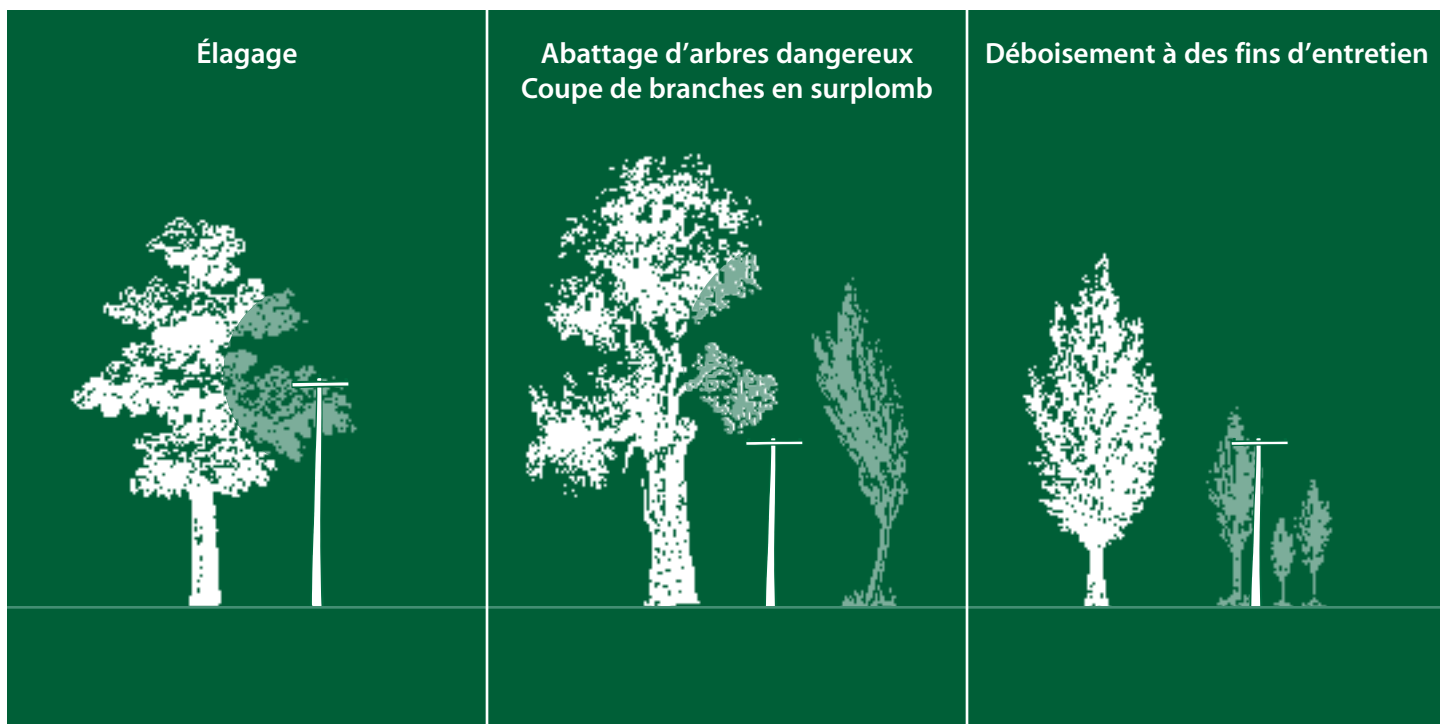 Élagage
Abattage d’arbres dangereux
Coupe de branches en surplomb
Déboisement à des fins d’entretien